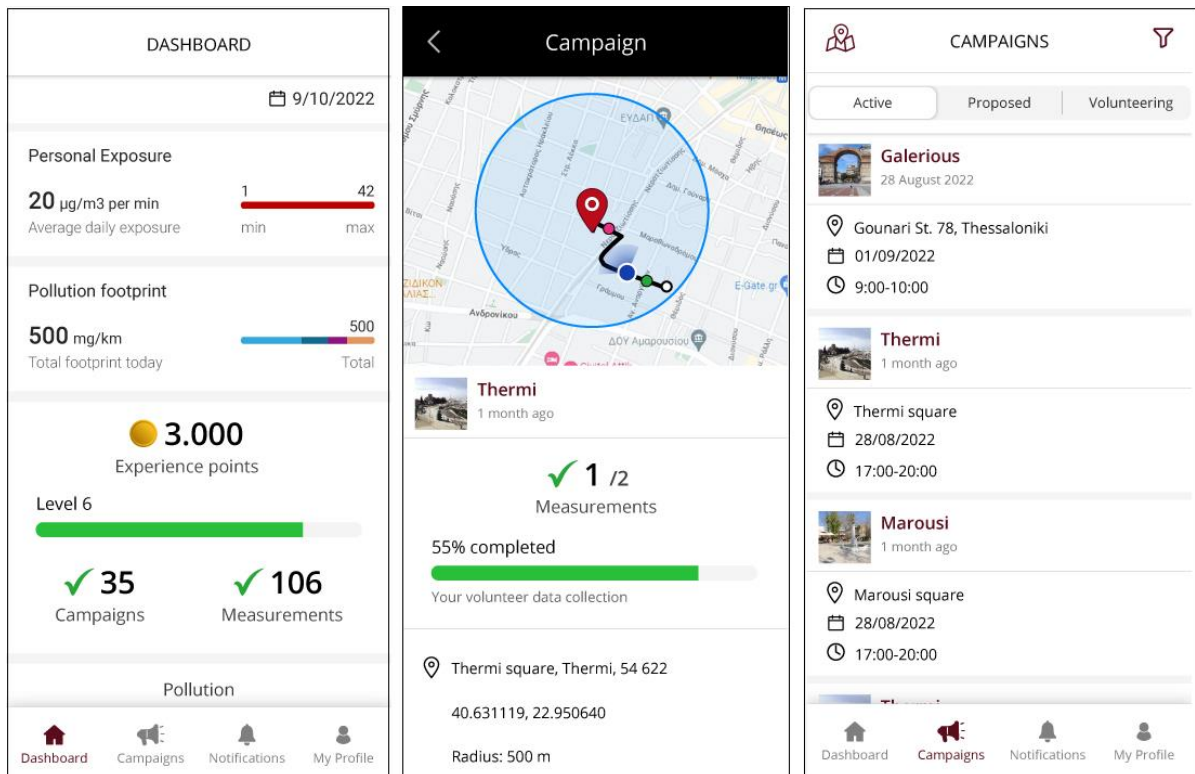 DASHBOARD
9/10/2022
Personal Exposure
20 µg/m3 per min
Average daily exposure
1 42
min max
Pollution footprint
500 mg/km
Total footprint today
500
Total
3.000
Experience points
Level 6
35
Campaigns
106
Measurements
Pollution
Dashboard Campaigns Notifications My Profile
Campaign
ΕΥΔΑΠ
Ανδρονίκου
Ύδρας
Γράμμου
Μαραθωνοδρόμου
ΔΟΥ Αμαρουσίου
E-Gate gr
Thermi
1 month ago
1 /2
Measurements
55% completed
Your volunteer data collection
Thermi square, Thermi, 54 622
40.631119, 22.950640
Radius: 500 m
CAMPAIGNS
Active Proposed Volunteering
Galerious
28 August 2022
Gounari St. 78, Thessaloniki
01/09/2022
9:00-10:00
Thermi
1 month ago
Thermi square
28/08/2022
17:00-20:00
Marousi
1 month ago
Marousi square
28/08/2022
17:00-20:00
Dashboard Campaigns Notifications My Profile